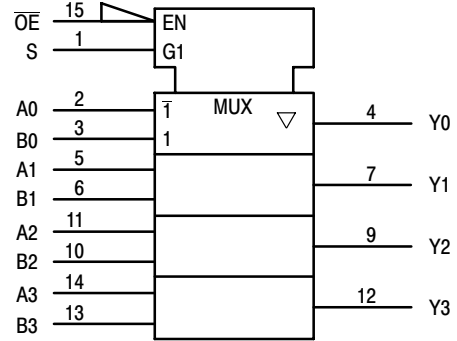 O̅E̅ 15 EN
S 1 G1
A0 2 1̅ MUX ▽ 4 Y0
B0 3 1
A1 5 7 Y1
B1 6
A2 11 9 Y2
B2 10
A3 14 12 Y3
B3 13